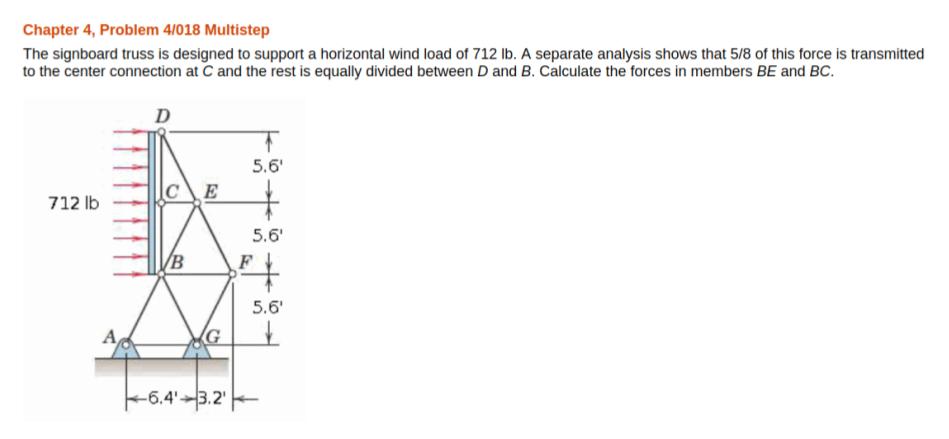 Chapter 4, Problem 4/018 Multistep
The signboard truss is designed to support a horizontal wind load of 712 lb. A separate analysis shows that 5/8 of this force is transmitted
to the center connection at C and the rest is equally divided between D and B. Calculate the forces in members BE and BC.
D
5.6'
C E
712 lb
5.6'
B F
5.6'
A G
6.4' 3.2'